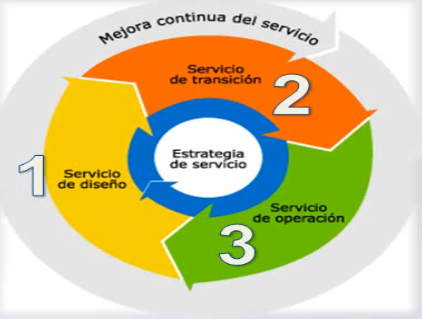 Mejora continua del servicio
Servicio
de transición
2
1
Servicio
de diseño
Estrategia
de servicio
Servicio
de operación
3